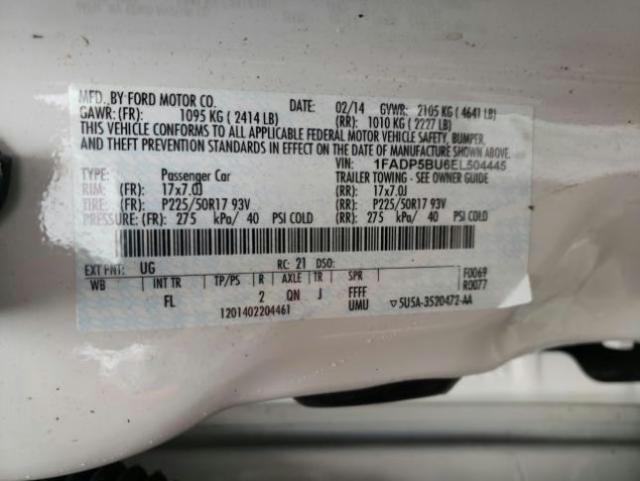 MFD. BY FORD MOTOR CO. DATE: 02/14 GVWR: 2105 KG ( 4641 LB)
GAWR: (FR): 1095 KG ( 2414 LB) (RR): 1010 KG ( 2227 LB)
THIS VEHICLE CONFORMS TO ALL APPLICABLE FEDERAL MOTOR VEHICLE SAFETY, BUMPER,
AND THEFT PREVENTION STANDARDS IN EFFECT ON THE DATE OF MANUFACTURE SHOWN ABOVE.
VIN: 1FADP5BU6EL504445
TYPE: Passenger Car TRAILER TOWING - SEE OWNER GUIDE
RIM: (FR): 17x7.0J (RR): 17x7.0J
TIRE: (FR): P225/50R17 93V (RR): P225/50R17 93V
PRESSURE: (FR): 275 kPa/ 40 PSI COLD (RR): 275 kPa/ 40 PSI COLD
EXT PNT: UG RC: 21 DSO: F0069
WB INT TR TP/PS R AXLE TR SPR R0077
FL 2 QN J FFFF
1201402204461 UMU ▽ 5U5A-3520472-AA